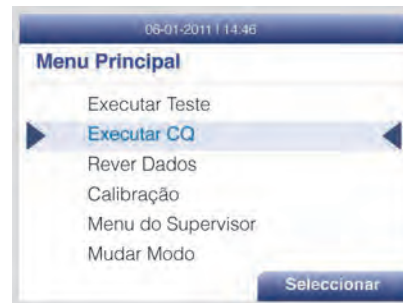 06-01-2011 | 14:46
Menu Principal
Executar Teste
Executar CQ
Rever Dados
Calibração
Menu do Supervisor
Mudar Modo
Seleccionar